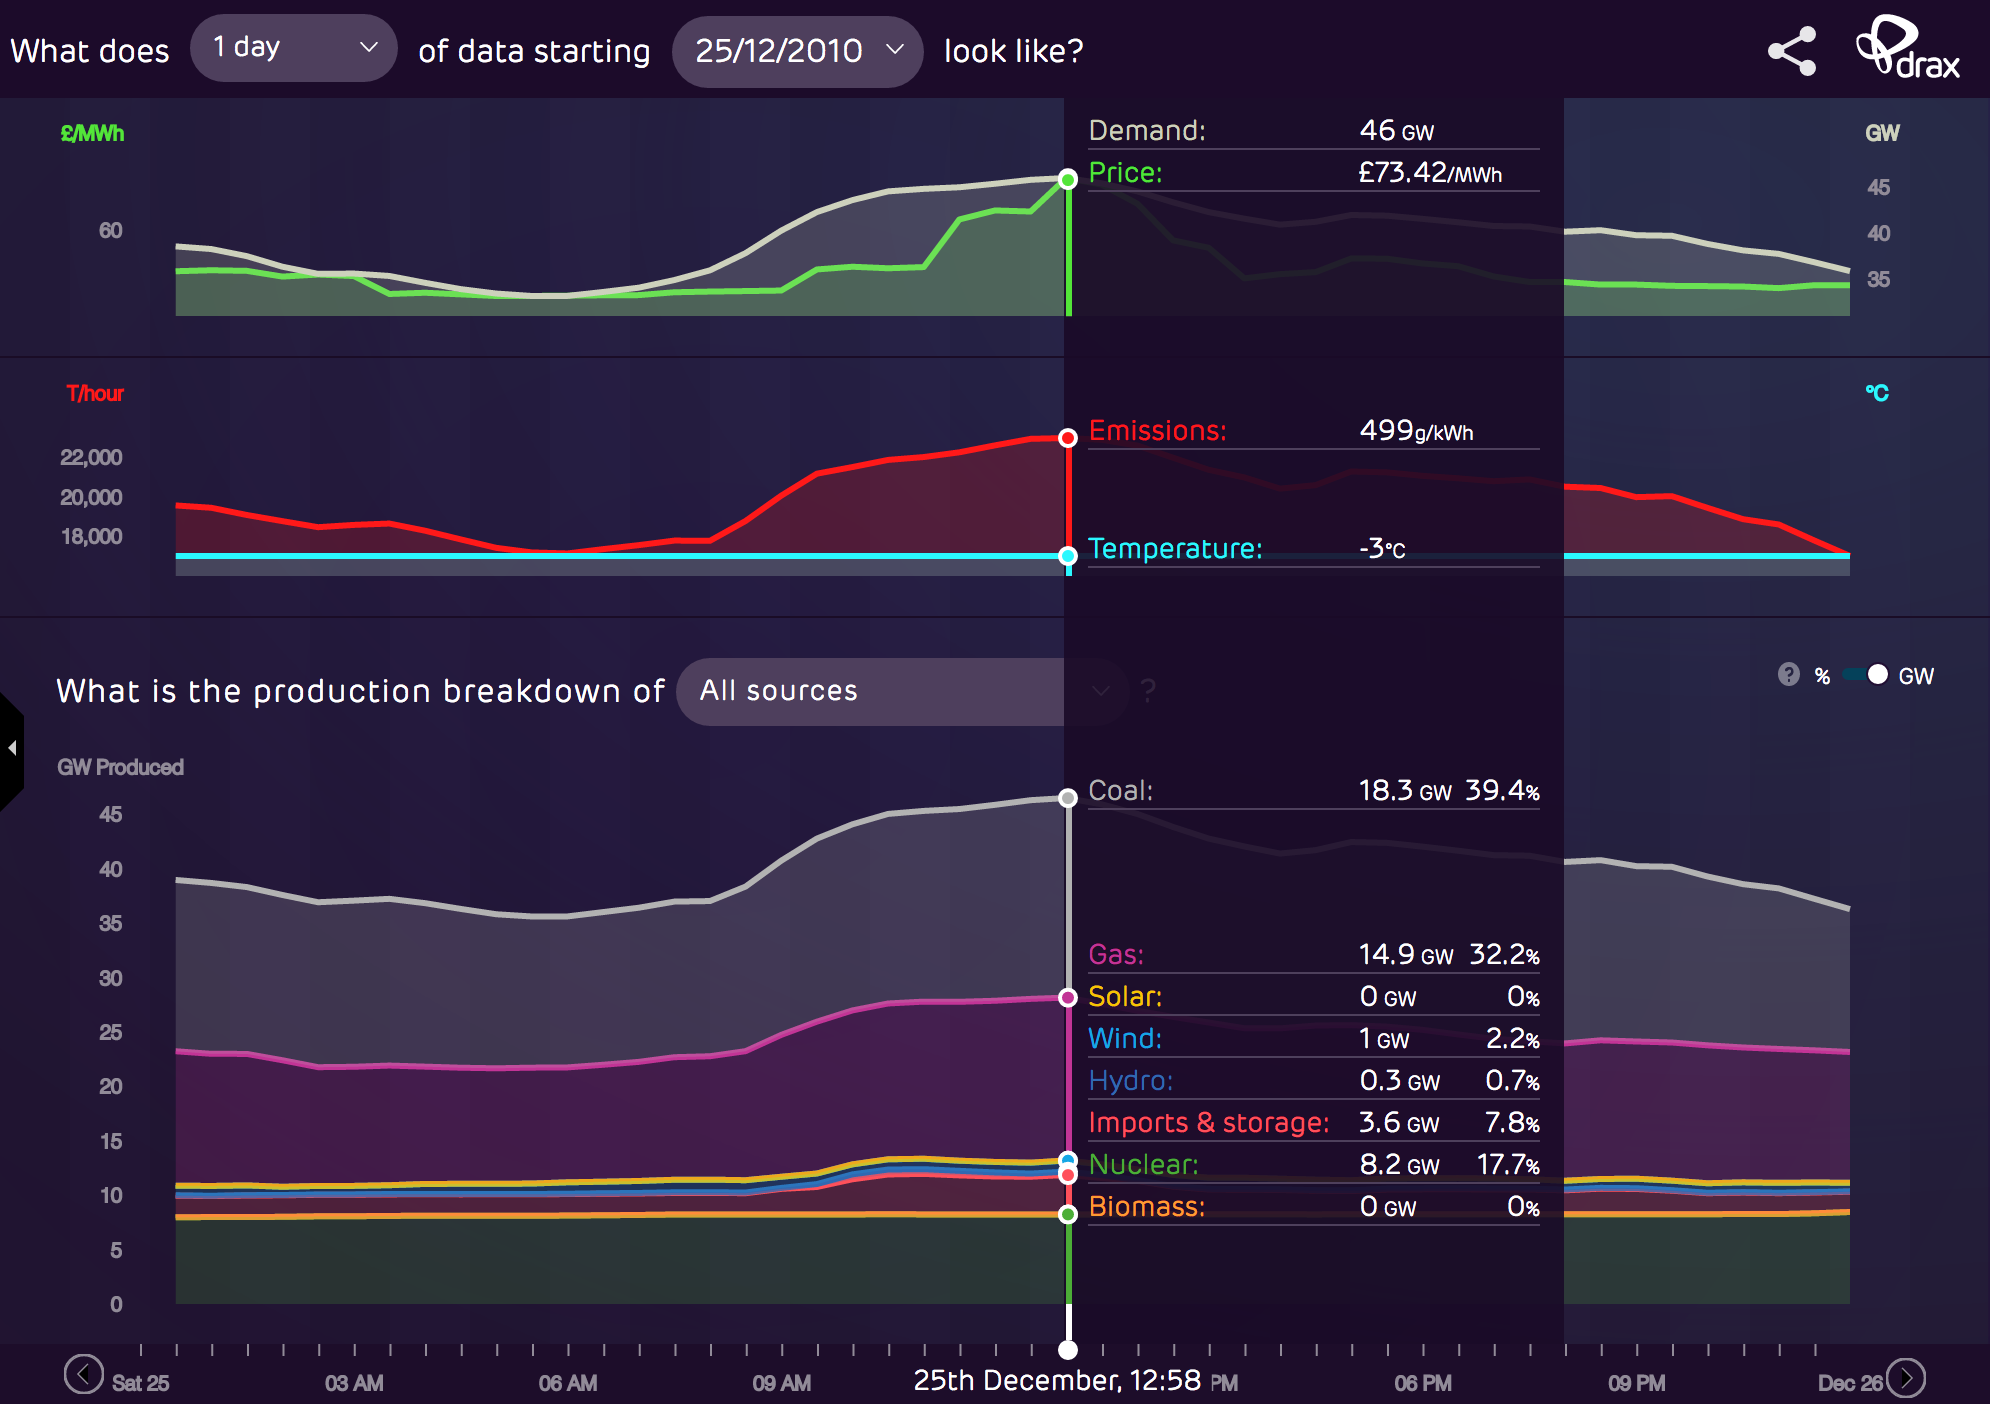 What does 1 day of data starting 25/12/2010 look like?
drax
£/MWh
GW
60
45
40
35
Demand: 46 GW
Price: £73.42/MWh
T/hour
°C
22,000
20,000
18,000
Emissions: 499g/kWh
Temperature: -3°C
What is the production breakdown of All sources ?
? % GW
GW Produced
45
40
35
30
25
20
15
10
5
0
Coal: 18.3 GW 39.4%
Gas: 14.9 GW 32.2%
Solar: 0 GW 0%
Wind: 1 GW 2.2%
Hydro: 0.3 GW 0.7%
Imports & storage: 3.6 GW 7.8%
Nuclear: 8.2 GW 17.7%
Biomass: 0 GW 0%
Sat 25 03 AM 06 AM 09 AM 25th December, 12:58 PM 06 PM 09 PM Dec 26